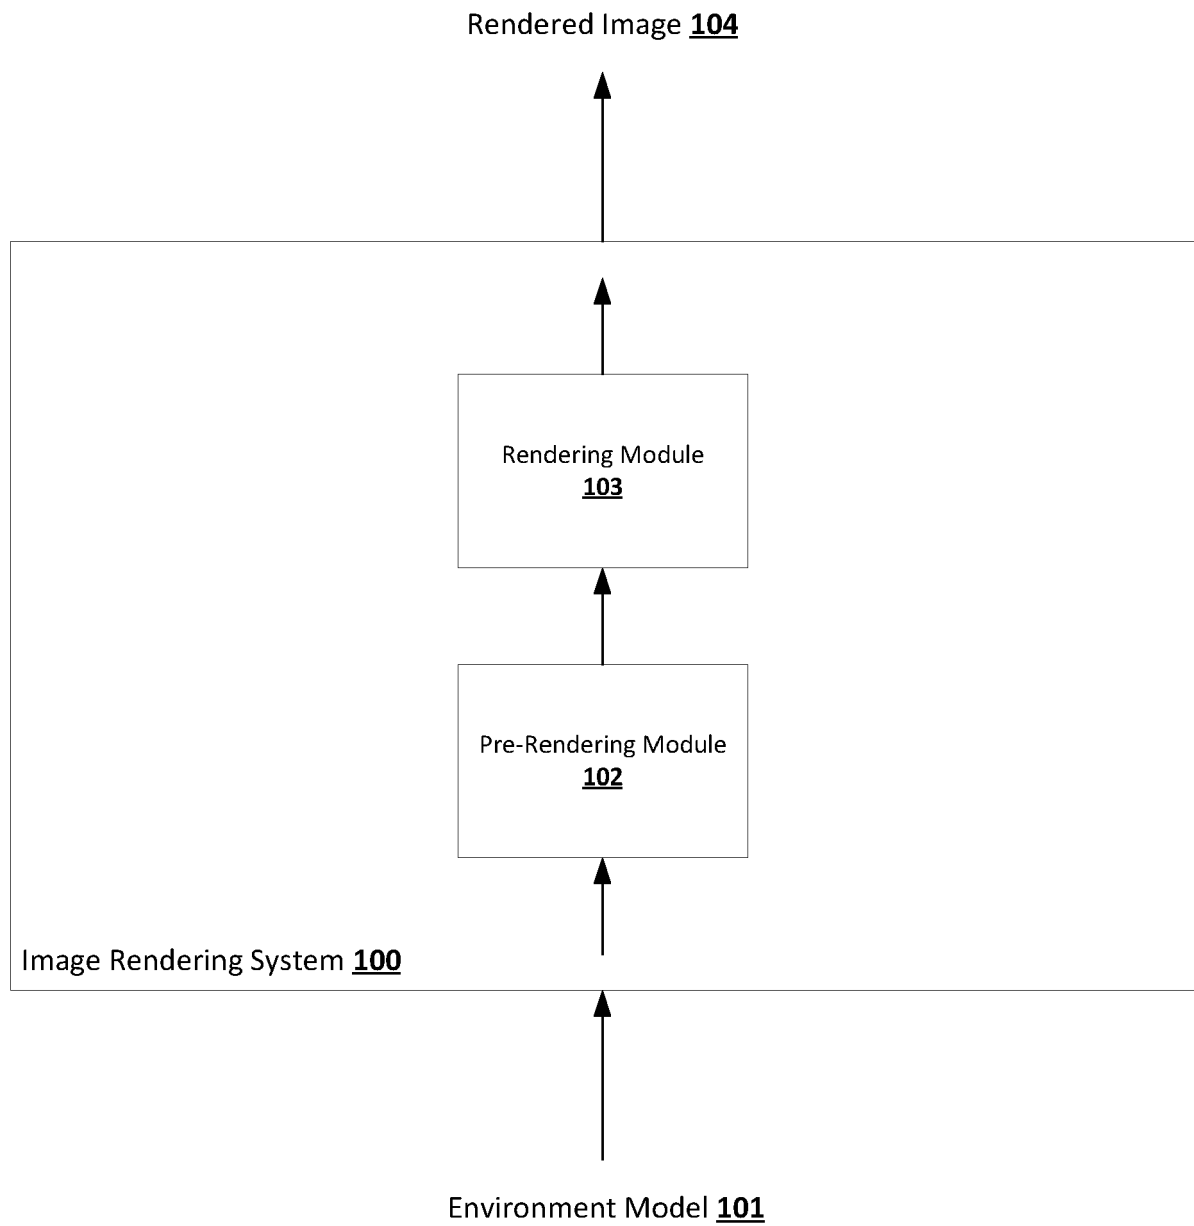 Rendered Image 104
Rendering Module
103
Pre-Rendering Module
102
Image Rendering System 100
Environment Model 101